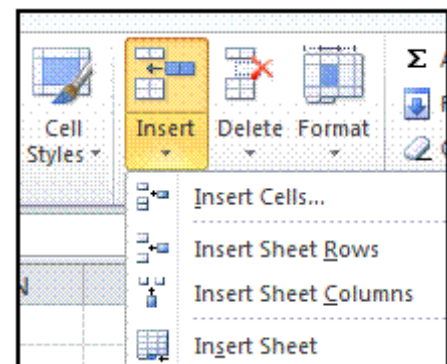 Σ A
Cell Styles
Insert
Delete
Format
Insert Cells...
N
Insert Sheet Rows
Insert Sheet Columns
Insert Sheet